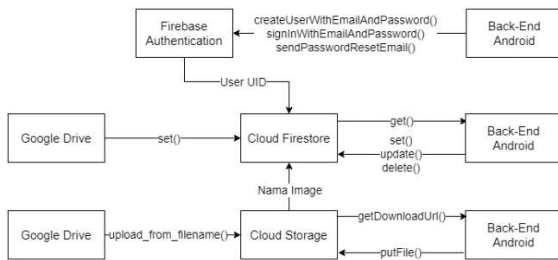 Firebase
Authentication
createUserWithEmailAndPassword()
signInWithEmailAndPassword()
sendPasswordResetEmail()
Back-End
Android
User UID
Google Drive
set()
Cloud Firestore
get()
set()
update()
delete()
Back-End
Android
Nama Image
Google Drive
upload_from_filename()
Cloud Storage
getDownloadUrl()
putFile()
Back-End
Android